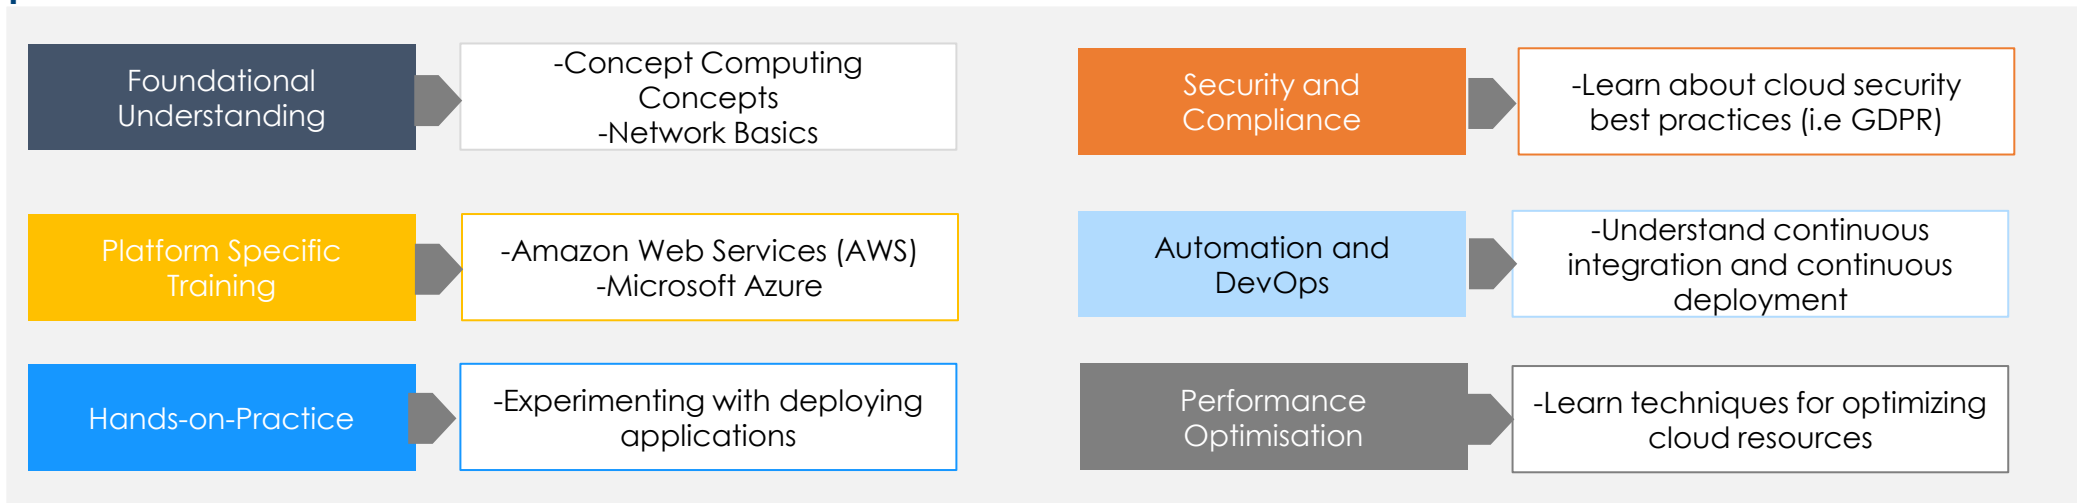 Foundational
Understanding
-Concept Computing
Concepts
-Network Basics
Platform Specific
Training
-Amazon Web Services (AWS)
-Microsoft Azure
Hands-on-Practice
-Experimenting with deploying
applications
Security and
Compliance
-Learn about cloud security
best practices (i.e GDPR)
Automation and
DevOps
-Understand continuous
integration and continuous
deployment
Performance
Optimisation
-Learn techniques for optimizing
cloud resources